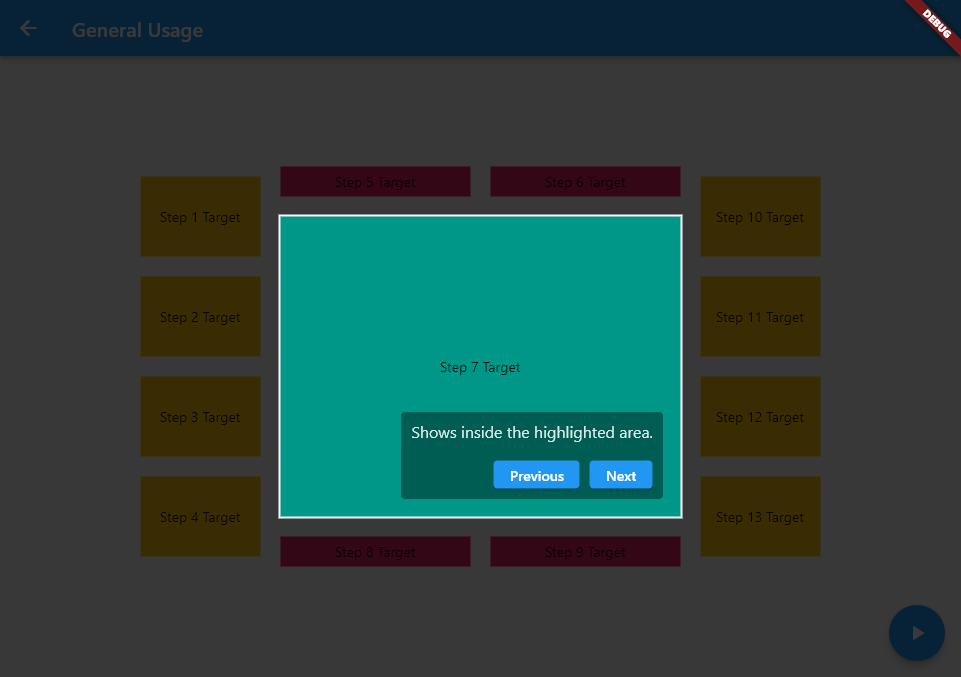 General Usage
DEBUG
Step 5 Target
Step 6 Target
Step 1 Target
Step 10 Target
Step 2 Target
Step 11 Target
Step 7 Target
Step 3 Target
Step 12 Target
Shows inside the highlighted area.
Previous
Next
Step 4 Target
Step 13 Target
Step 8 Target
Step 9 Target